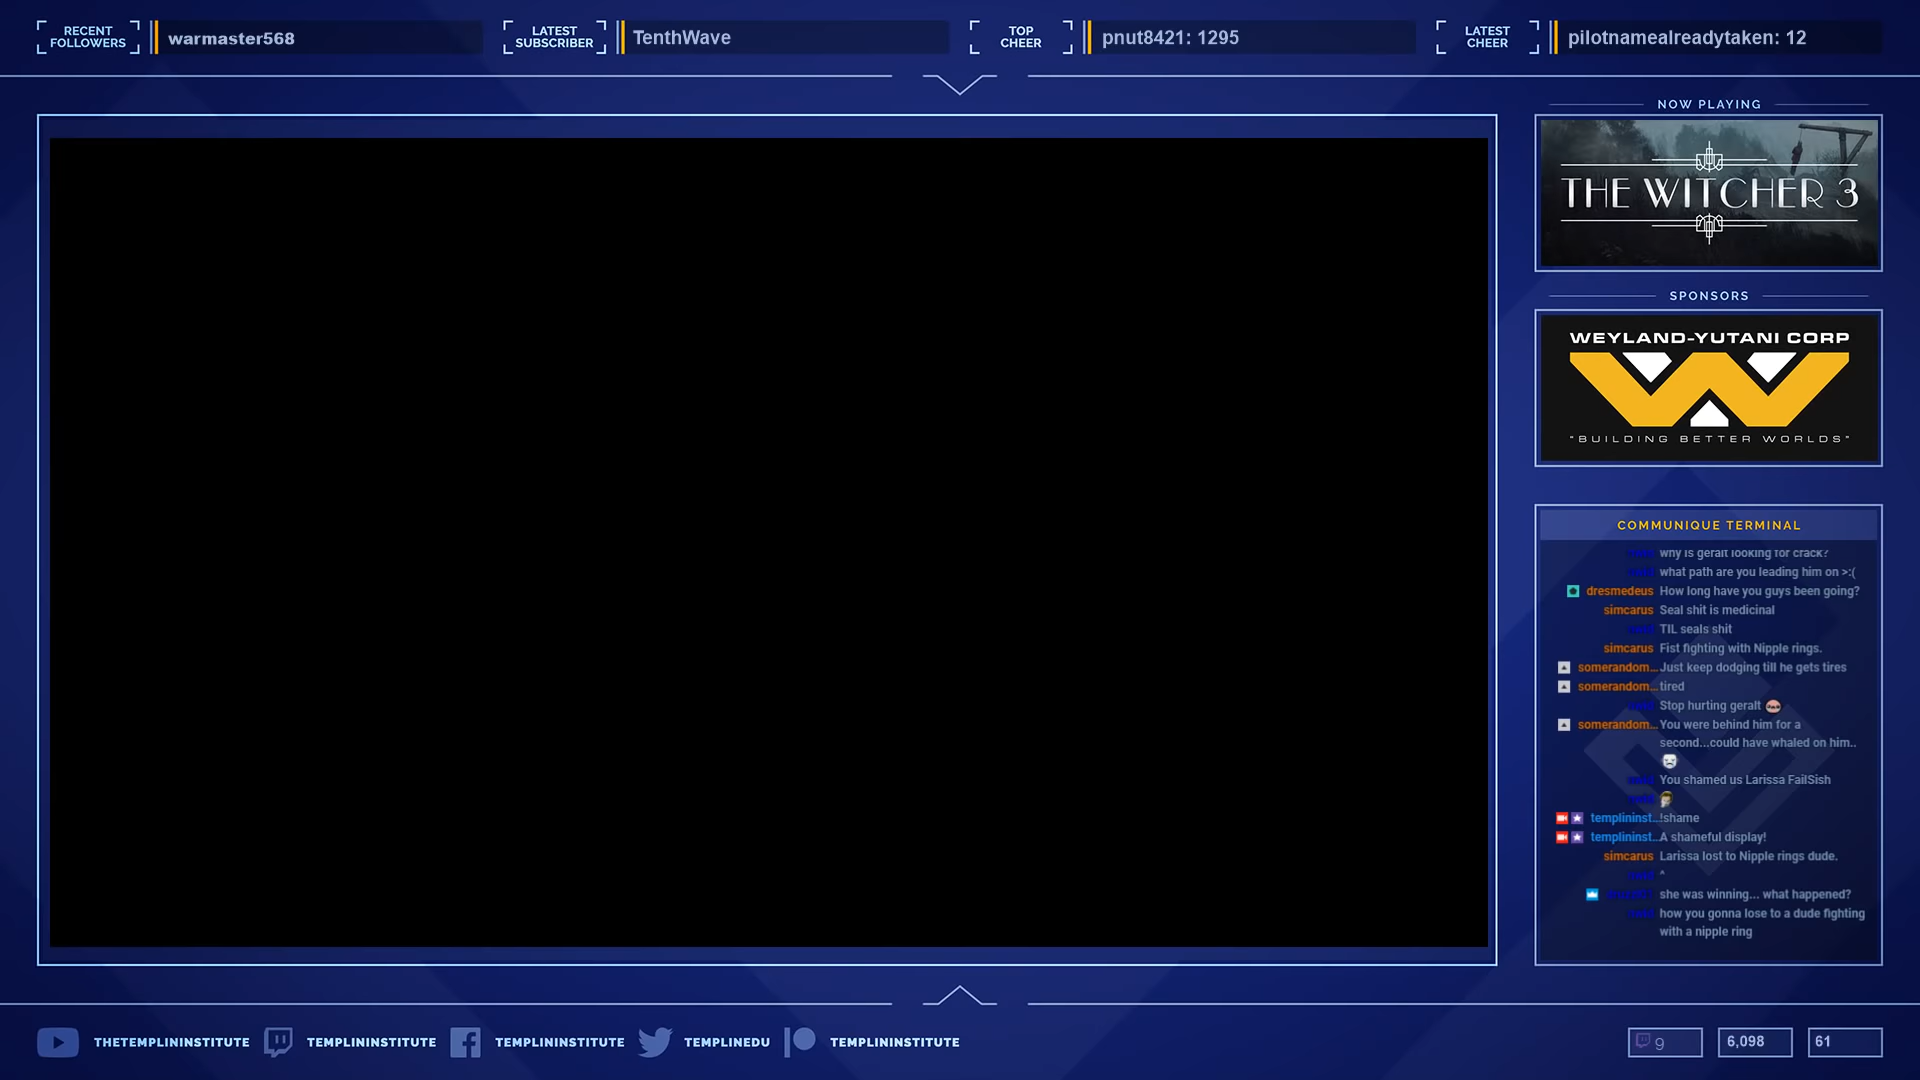 RECENT
FOLLOWERS
warmaster568
LATEST
SUBSCRIBER
TenthWave
TOP
CHEER
pnut8421: 1295
LATEST
CHEER
pilotnamealreadytaken: 12
NOW PLAYING
THE WITCHER 3
SPONSORS
WEYLAND-YUTANI CORP
"BUILDING BETTER WORLDS"
COMMUNIQUE TERMINAL
why is geralt looking for crack?
what path are you leading him on >:(
dresmedeus How long have you guys been going?
simcarus Seal shit is medicinal
TIL seals shit
simcarus Fist fighting with Nipple rings.
somerandom... Just keep dodging till he gets tires
somerandom... tired
Stop hurting geralt
somerandom... You were behind him for a
second...could have whaled on him..
You shamed us Larissa FailSish
templininst... !shame
templininst... A shameful display!
simcarus Larissa lost to Nipple rings dude.
^
she was winning... what happened?
how you gonna lose to a dude fighting
with a nipple ring
THETEMPLININSTITUTE
TEMPLININSTITUTE
TEMPLININSTITUTE
TEMPLINEDU
TEMPLININSTITUTE
9
6,098
61